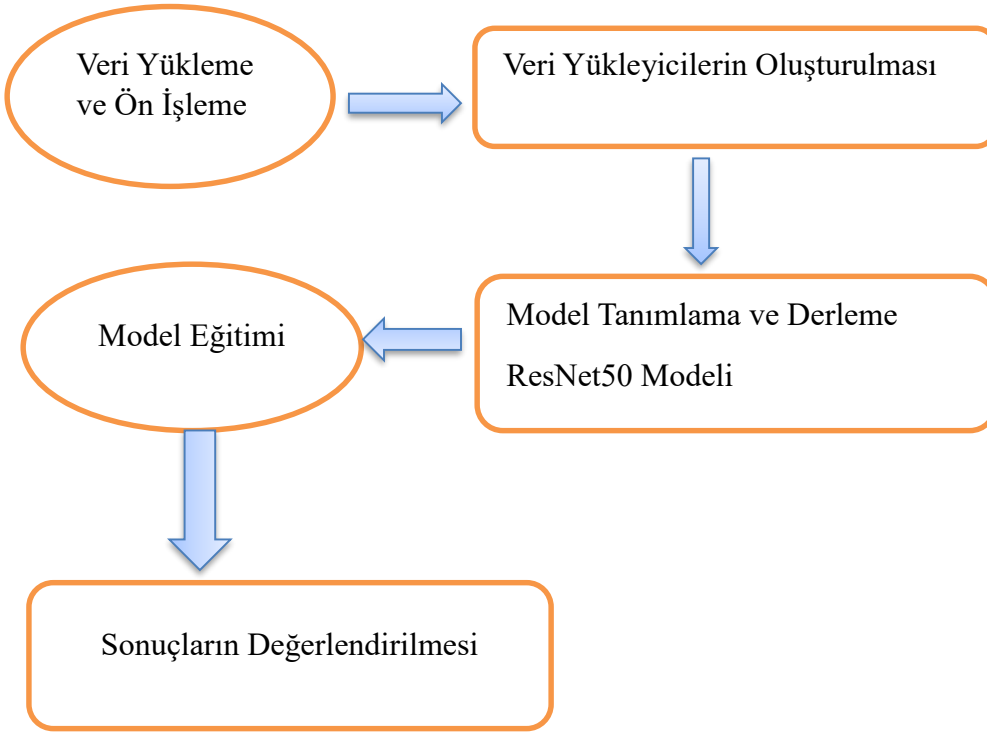 Veri Yükleme
ve Ön İşleme
Veri Yükleyicilerin Oluşturulması
Model Tanımlama ve Derleme
ResNet50 Modeli
Model Eğitimi
Sonuçların Değerlendirilmesi